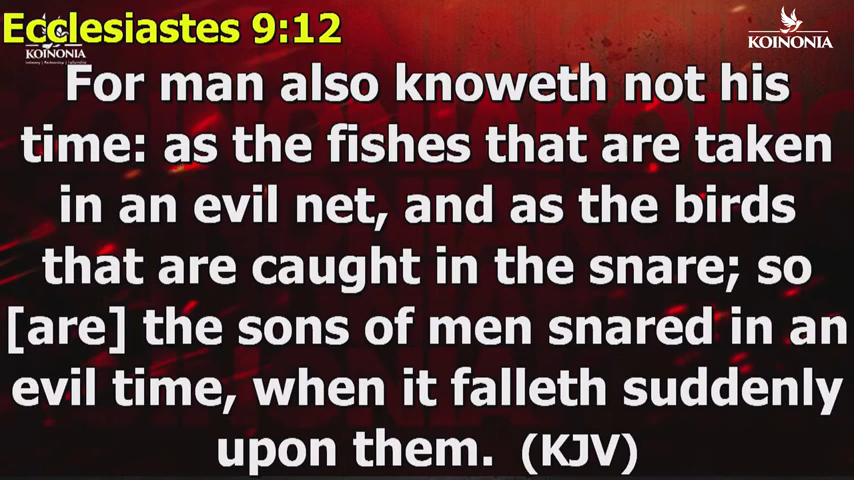 Ecclesiastes 9:12
KOINONIA
KOINONIA
For man also knoweth not his
time: as the fishes that are taken
in an evil net, and as the birds
that are caught in the snare; so
[are] the sons of men snared in an
evil time, when it falleth suddenly
upon them. (KJV)